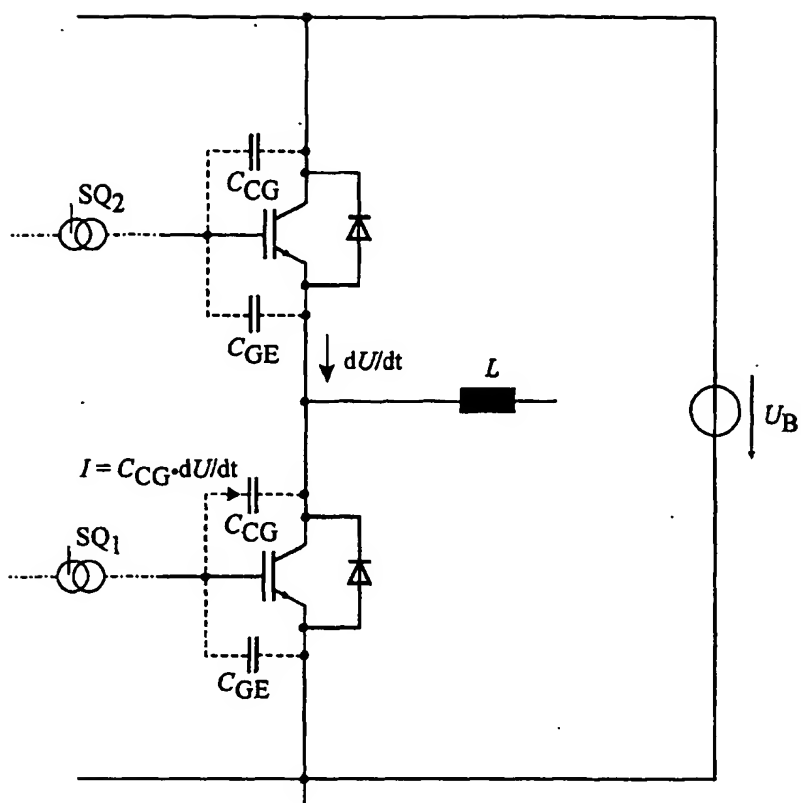 C_CG
SQ_2
C_GE
dU/dt
L
U_B
I = C_CG·dU/dt
C_CG
SQ_1
C_GE